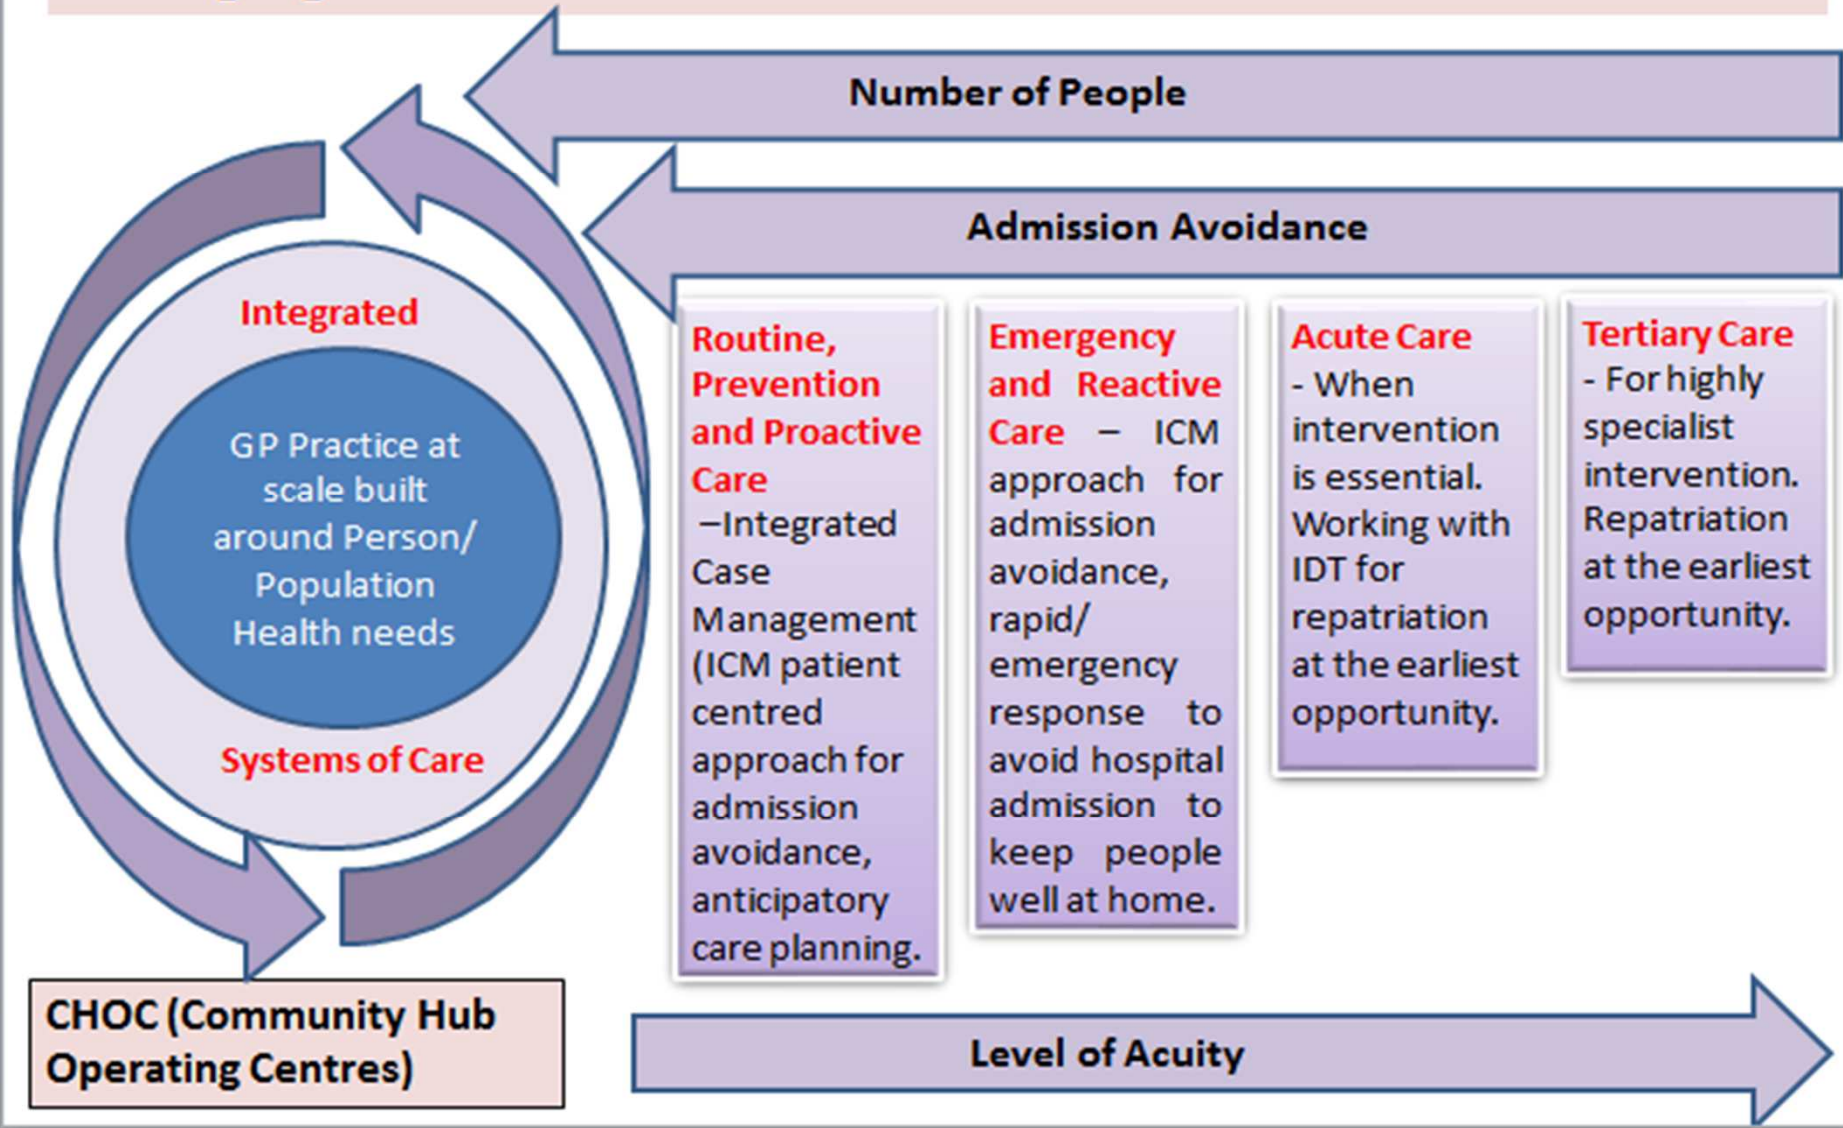 Number of People
Admission Avoidance
Integrated
GP Practice at
scale built
around Person/
Population
Health needs
Systems of Care
CHOC (Community Hub
Operating Centres)
Routine,
Prevention
and Proactive
Care
–Integrated
Case
Management
(ICM patient
centred
approach for
admission
avoidance,
anticipatory
care planning.
Emergency
and Reactive
Care – ICM
approach for
admission
avoidance,
rapid/
emergency
response to
avoid hospital
admission to
keep people
well at home.
Acute Care
- When
intervention
is essential.
Working with
IDT for
repatriation
at the earliest
opportunity.
Tertiary Care
- For highly
specialist
intervention.
Repatriation
at the earliest
opportunity.
Level of Acuity